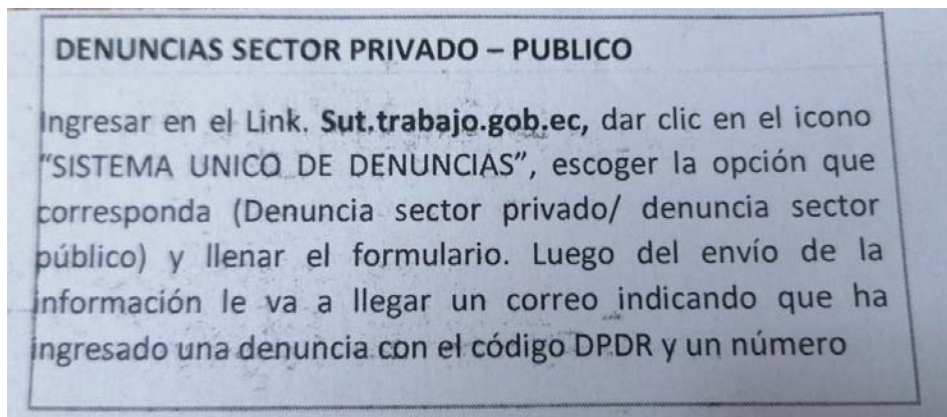 DENUNCIAS SECTOR PRIVADO – PUBLICO
Ingresar en el Link. Sut.trabajo.gob.ec, dar clic en el icono
“SISTEMA UNICO DE DENUNCIAS”, escoger la opción que
corresponda (Denuncia sector privado/ denuncia sector
público) y llenar el formulario. Luego del envío de la
información le va a llegar un correo indicando que ha
ingresado una denuncia con el código DPDR y un número